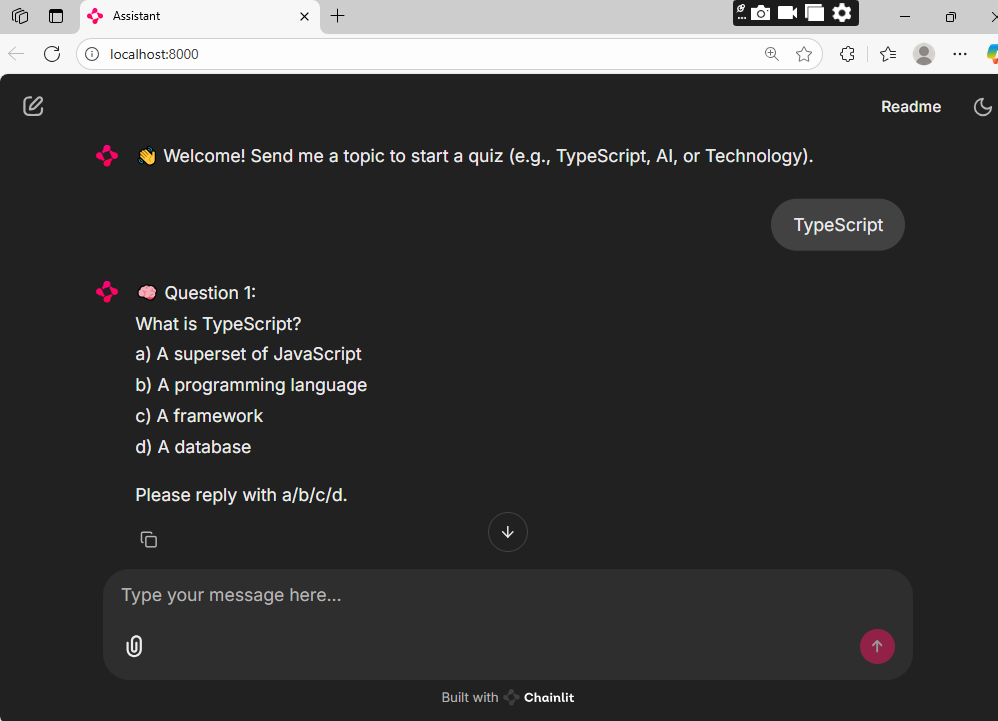 Assistant
localhost:8000
Readme
👋 Welcome! Send me a topic to start a quiz (e.g., TypeScript, AI, or Technology).
TypeScript
🧠 Question 1:
What is TypeScript?
a) A superset of JavaScript
b) A programming language
c) A framework
d) A database
Please reply with a/b/c/d.
Type your message here...
Built with Chainlit